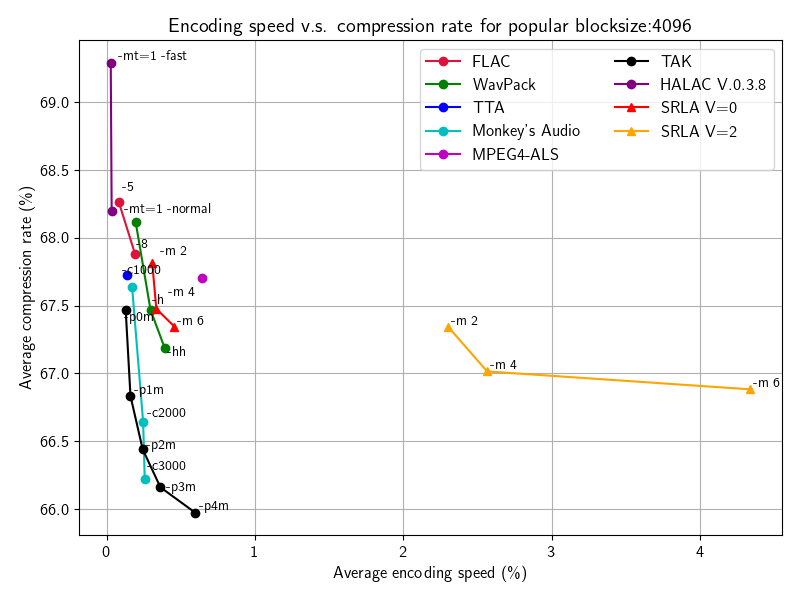 Encoding speed v.s. compression rate for popular blocksize:4096
FLAC
WavPack
TTA
Monkey's Audio
MPEG4-ALS
TAK
HALAC V.0.3.8
SRLA V=0
SRLA V=2
-mt=1 -fast
-5
-mt=1 -normal
-8
-m 2
-c1000
-m 4
-h
-p0m
-m 6
-hh
-m 2
-m 4
-m 6
-p1m
-c2000
-p2m
-c3000
-p3m
-p4m
69.0
68.5
68.0
67.5
67.0
66.5
66.0
Average compression rate (%)
0 1 2 3 4
Average encoding speed (%)